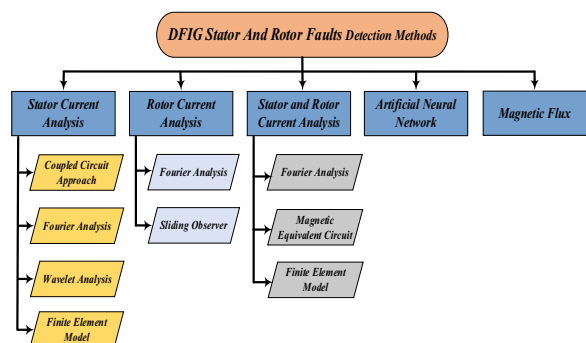 DFIG Stator And Rotor Faults Detection Methods
Stator Current
Analysis
Rotor Current
Analysis
Stator and Rotor
Current Analysis
Artificial Neural
Network
Magnetic Flux
Coupled Circuit
Approach
Fourier Analysis
Wavelet Analysis
Finite Element
Model
Fourier Analysis
Sliding Observer
Fourier Analysis
Magnetic
Equivalent Circuit
Finite Element
Model